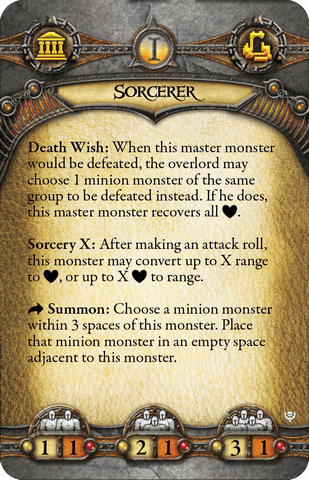 I
SORCERER
Death Wish: When this master monster
would be defeated, the overlord may
choose 1 minion monster of the same
group to be defeated instead. If he does,
this master monster recovers all ♥.
Sorcery X: After making an attack roll,
this monster may convert up to X range
to ♥, or up to X ♥ to range.
➦ Summon: Choose a minion monster
within 3 spaces of this monster. Place
that minion monster in an empty space
adjacent to this monster.
1 1 2 1 3 1